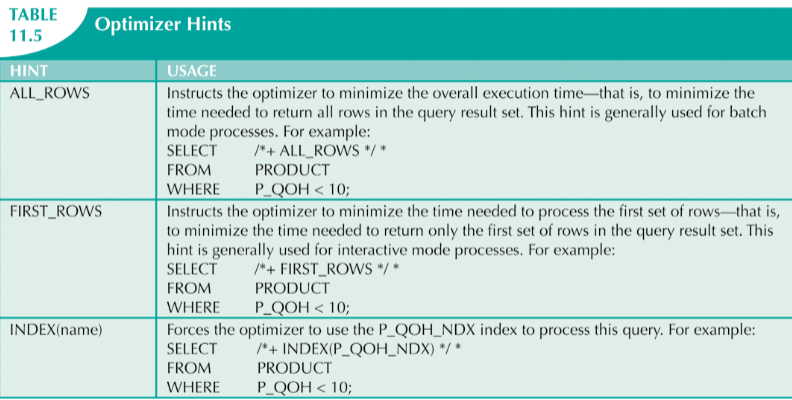 TABLE
11.5
Optimizer Hints
HINT USAGE
ALL_ROWS Instructs the optimizer to minimize the overall execution time—that is, to minimize the
time needed to return all rows in the query result set. This hint is generally used for batch
mode processes. For example:
SELECT /*+ ALL_ROWS */ *
FROM PRODUCT
WHERE P_QOH < 10;
FIRST_ROWS Instructs the optimizer to minimize the time needed to process the first set of rows—that is,
to minimize the time needed to return only the first set of rows in the query result set. This
hint is generally used for interactive mode processes. For example:
SELECT /*+ FIRST_ROWS */ *
FROM PRODUCT
WHERE P_QOH < 10;
INDEX(name) Forces the optimizer to use the P_QOH_NDX index to process this query. For example:
SELECT /*+ INDEX(P_QOH_NDX) */ *
FROM PRODUCT
WHERE P_QOH < 10;